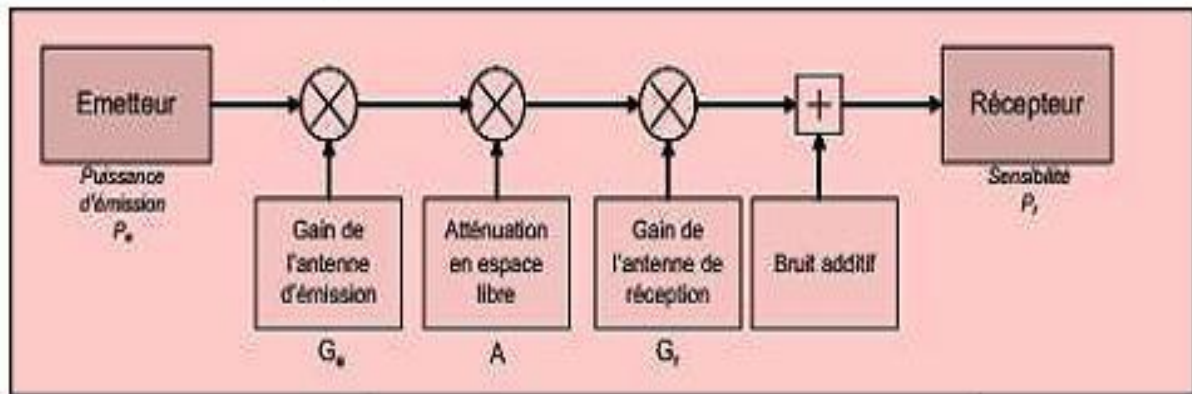 Emetteur
Récepteur
Puissance
d'émission
Pe
Sensibilité
Pr
Gain de
l'antenne
d'émission
Atténuation
en espace
libre
Gain de
l'antenne de
réception
Bruit additif
Ge
A
Gr